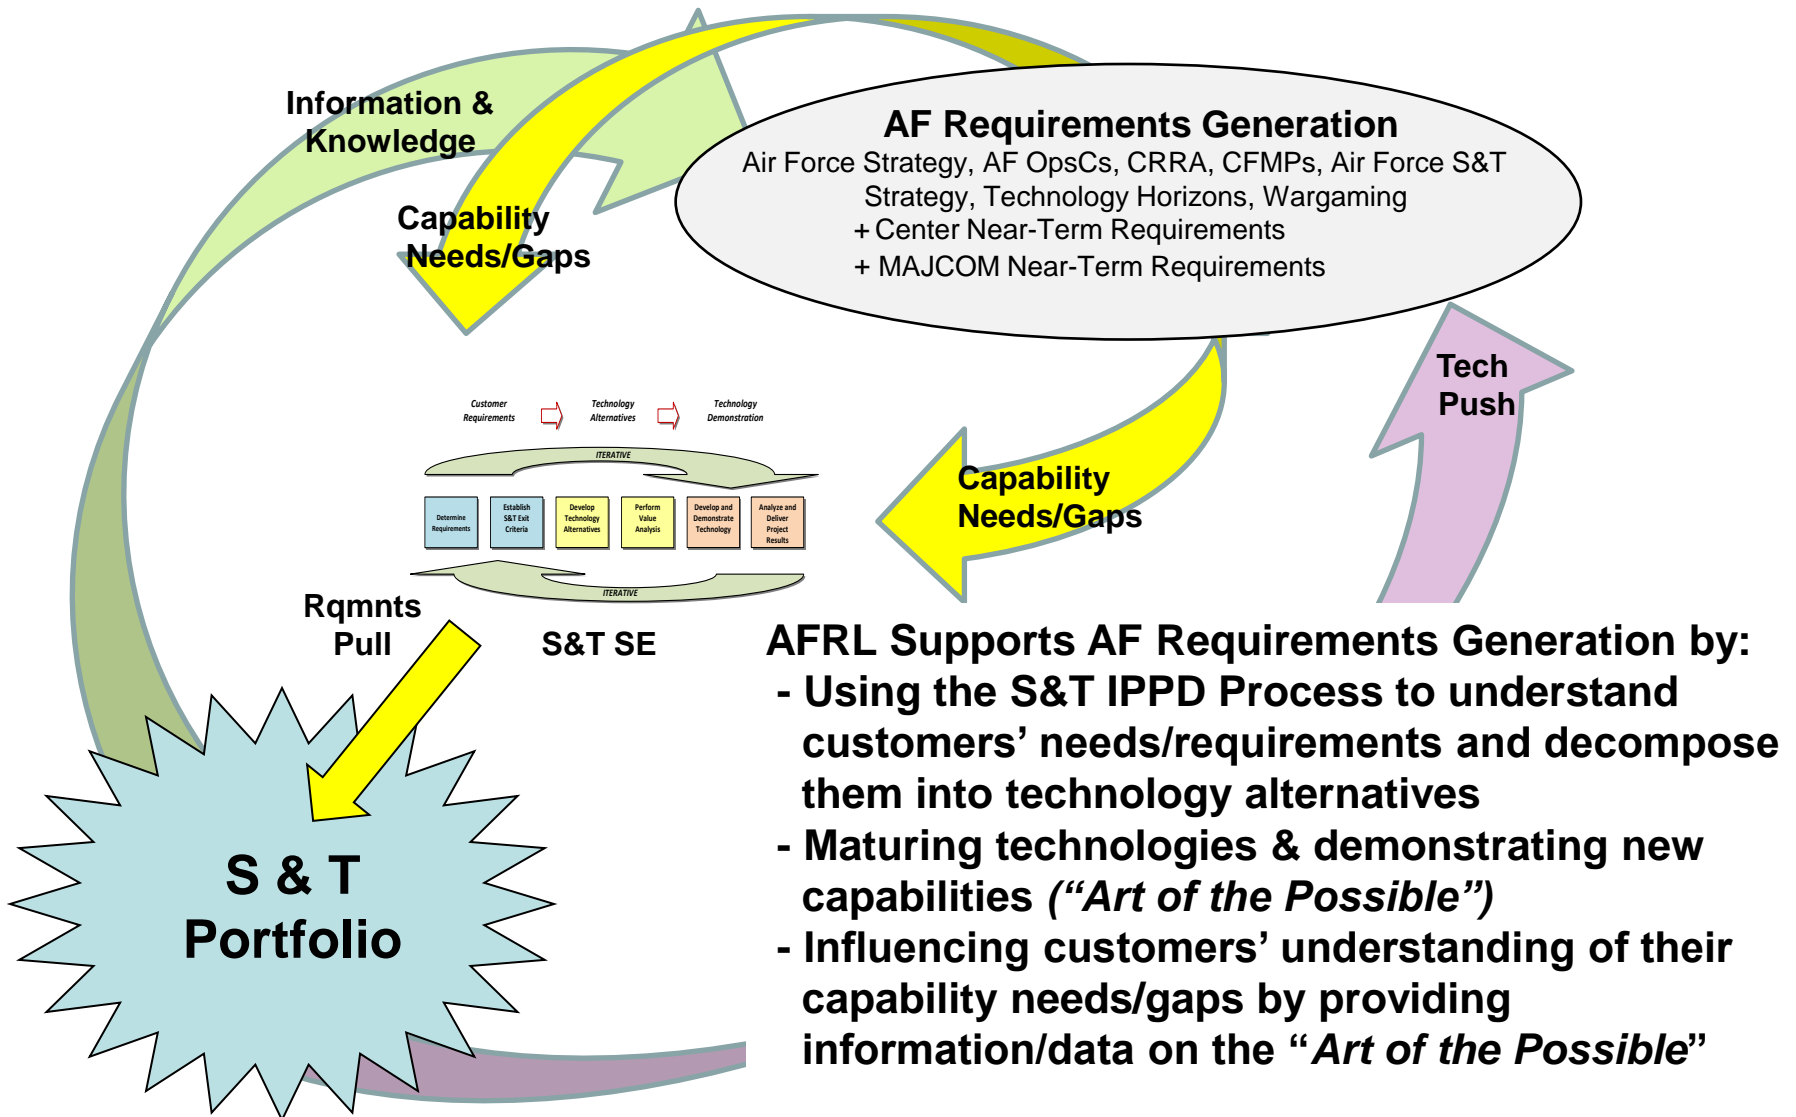 Information &
Knowledge
AF Requirements Generation
Air Force Strategy, AF OpsCs, CRRA, CFMPs, Air Force S&T
Strategy, Technology Horizons, Wargaming
+ Center Near-Term Requirements
+ MAJCOM Near-Term Requirements
Capability
Needs/Gaps
Tech
Push
Customer
Requirements
Technology
Alternatives
Technology
Demonstration
ITERATIVE
Capability
Needs/Gaps
Determine
Requirements
Establish
S&T Exit
Criteria
Develop
Technology
Alternatives
Perform
Value
Analysis
Develop and
Demonstrate
Technology
Analyze and
Deliver
Project
Results
ITERATIVE
Rqmnts
Pull
S&T SE
S & T
Portfolio
AFRL Supports AF Requirements Generation by:
- Using the S&T IPPD Process to understand
customers’ needs/requirements and decompose
them into technology alternatives
- Maturing technologies & demonstrating new
capabilities (“Art of the Possible”)
- Influencing customers’ understanding of their
capability needs/gaps by providing
information/data on the “Art of the Possible”